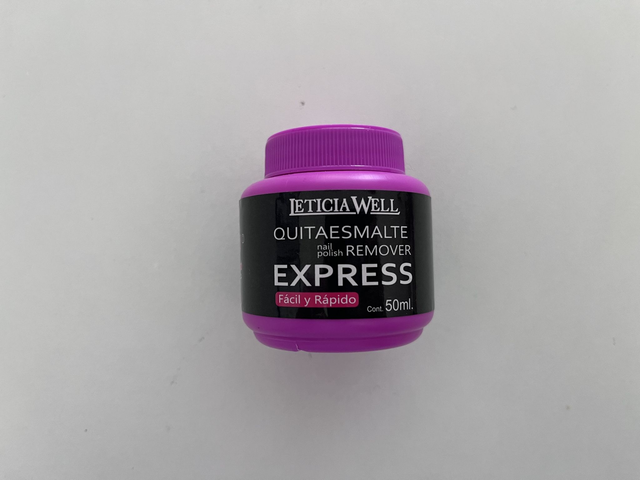 LETICIA WELL
QUITAESMALTE
nail polish REMOVER
EXPRESS
Fácil y Rápido
Cont. 50ml.